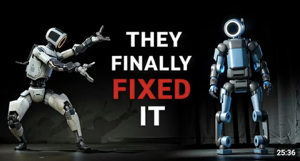 THEY
FINALLY
FIXED
IT
25:36